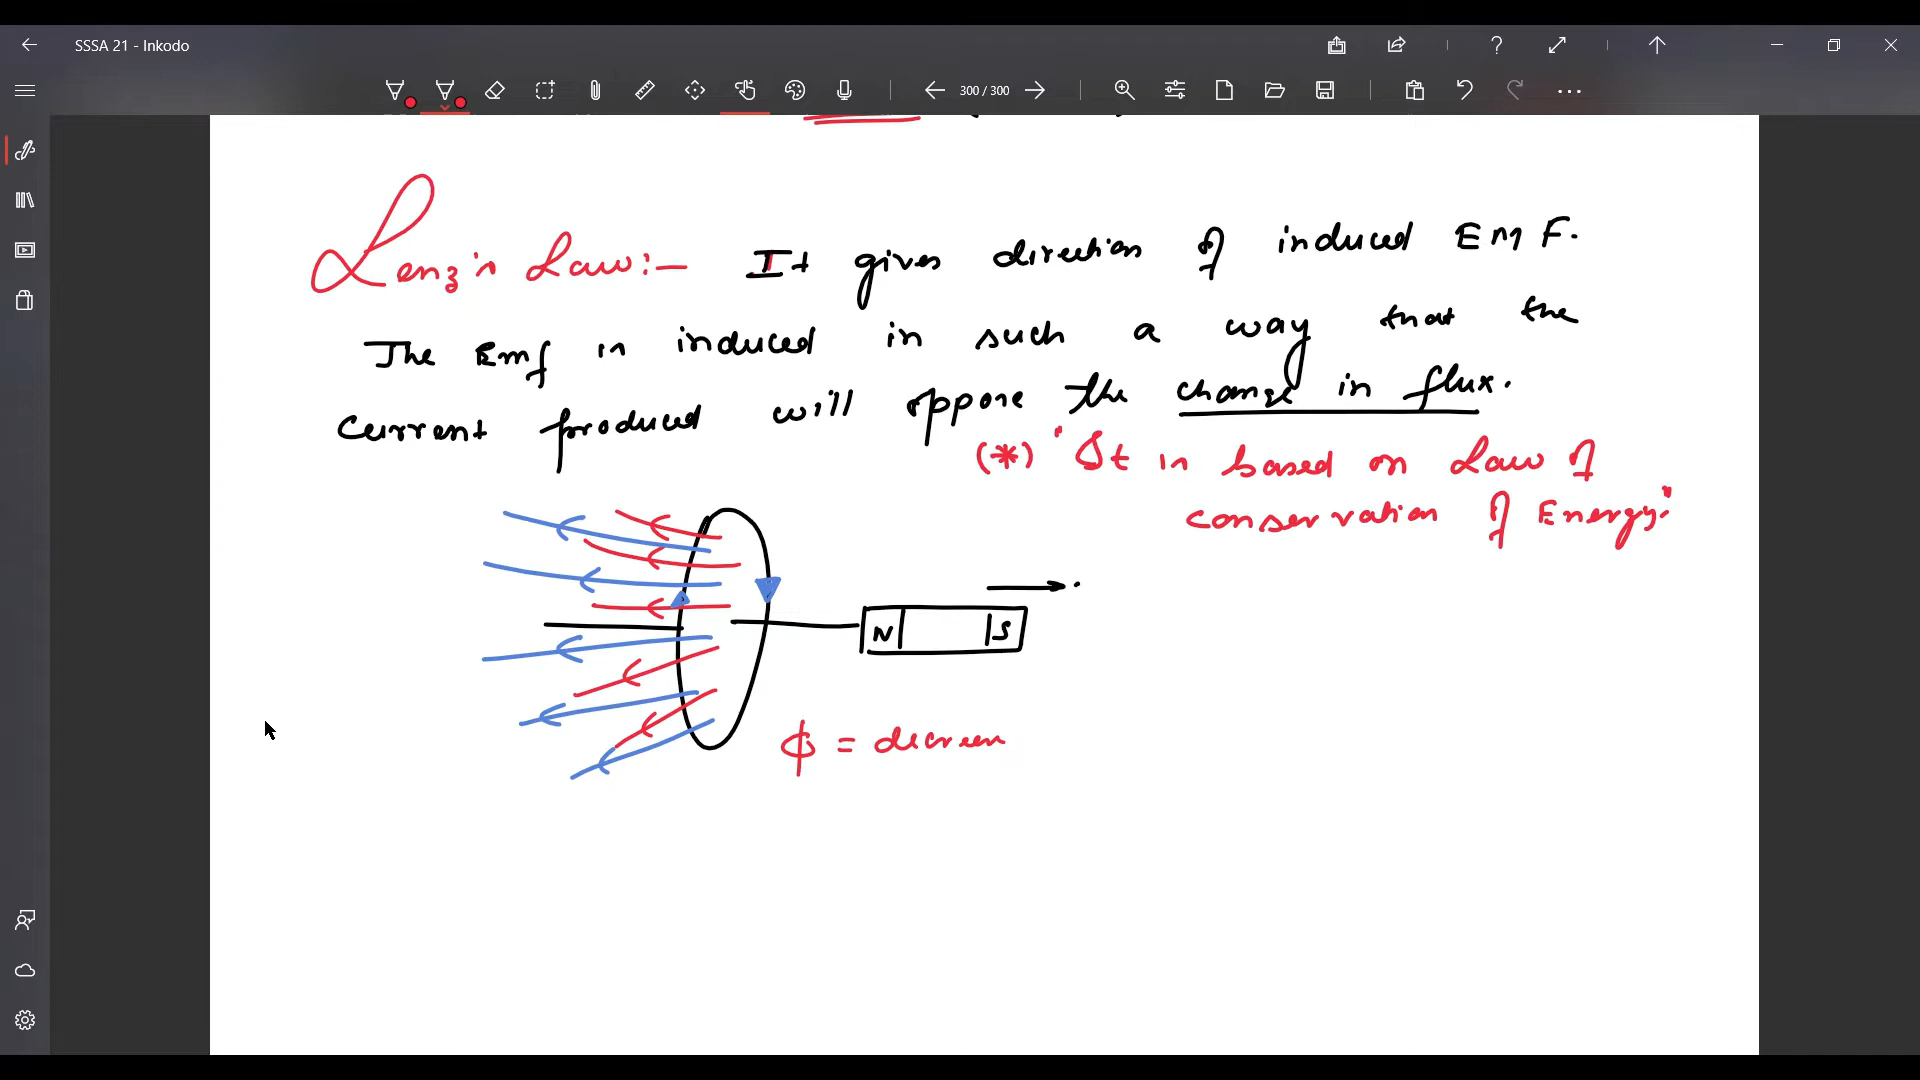 SSSA 21 - Inkodo
300 / 300
Lenz's Law:- It gives direction of induced EMF.
The Emf is induced in such a way that the
current produced will oppose the change in flux.
(*) "It is based on Law of
conservation of Energy."
N S
ϕ = decrease